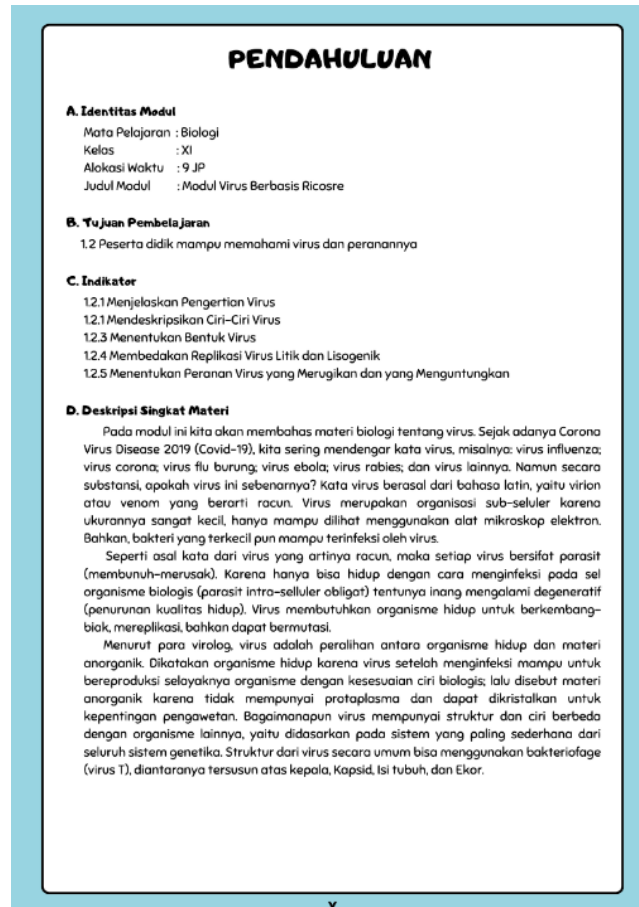 PENDAHULUAN
A. Identitas Modul
Mata Pelajaran : Biologi
Kelas : XI
Alokasi Waktu : 9 JP
Judul Modul : Modul Virus Berbasis Ricosre
B. Tujuan Pembelajaran
1.2 Peserta didik mampu memahami virus dan peranannya
C. Indikator
1.2.1 Menjelaskan Pengertian Virus
1.2.1 Mendeskripsikan Ciri-Ciri Virus
1.2.3 Menentukan Bentuk Virus
1.2.4 Membedakan Replikasi Virus Litik dan Lisogenik
1.2.5 Menentukan Peranan Virus yang Merugikan dan yang Menguntungkan
D. Deskripsi Singkat Materi
Pada modul ini kita akan membahas materi biologi tentang virus. Sejak adanya Corona
Virus Disease 2019 (Covid-19), kita sering mendengar kata virus, misalnya: virus influenza;
virus corona; virus flu burung; virus ebola; virus rabies; dan virus lainnya. Namun secara
substansi, apakah virus ini sebenarnya? Kata virus berasal dari bahasa latin, yaitu virion
atau venom yang berarti racun. Virus merupakan organisasi sub-seluler karena
ukurannya sangat kecil, hanya mampu dilihat menggunakan alat mikroskop elektron.
Bahkan, bakteri yang terkecil pun mampu terinfeksi oleh virus.
Seperti asal kata dari virus yang artinya racun, maka setiap virus bersifat parasit
(membunuh-merusak). Karena hanya bisa hidup dengan cara menginfeksi pada sel
organisme biologis (parasit intra-selluler obligat) tentunya inang mengalami degeneratif
(penurunan kualitas hidup). Virus membutuhkan organisme hidup untuk berkembang-
biak, mereplikasi, bahkan dapat bermutasi.
Menurut para virolog, virus adalah peralihan antara organisme hidup dan materi
anorganik. Dikatakan organisme hidup karena virus setelah menginfeksi mampu untuk
bereproduksi selayaknya organisme dengan kesesuaian ciri biologis; lalu disebut materi
anorganik karena tidak mempunyai protaplasma dan dapat dikristalkan untuk
kepentingan pengawetan. Bagaimanapun virus mempunyai struktur dan ciri berbeda
dengan organisme lainnya, yaitu didasarkan pada sistem yang paling sederhana dari
seluruh sistem genetika. Struktur dari virus secara umum bisa menggunakan bakteriofage
(virus T), diantaranya tersusun atas kepala, Kapsid, Isi tubuh, dan Ekor.